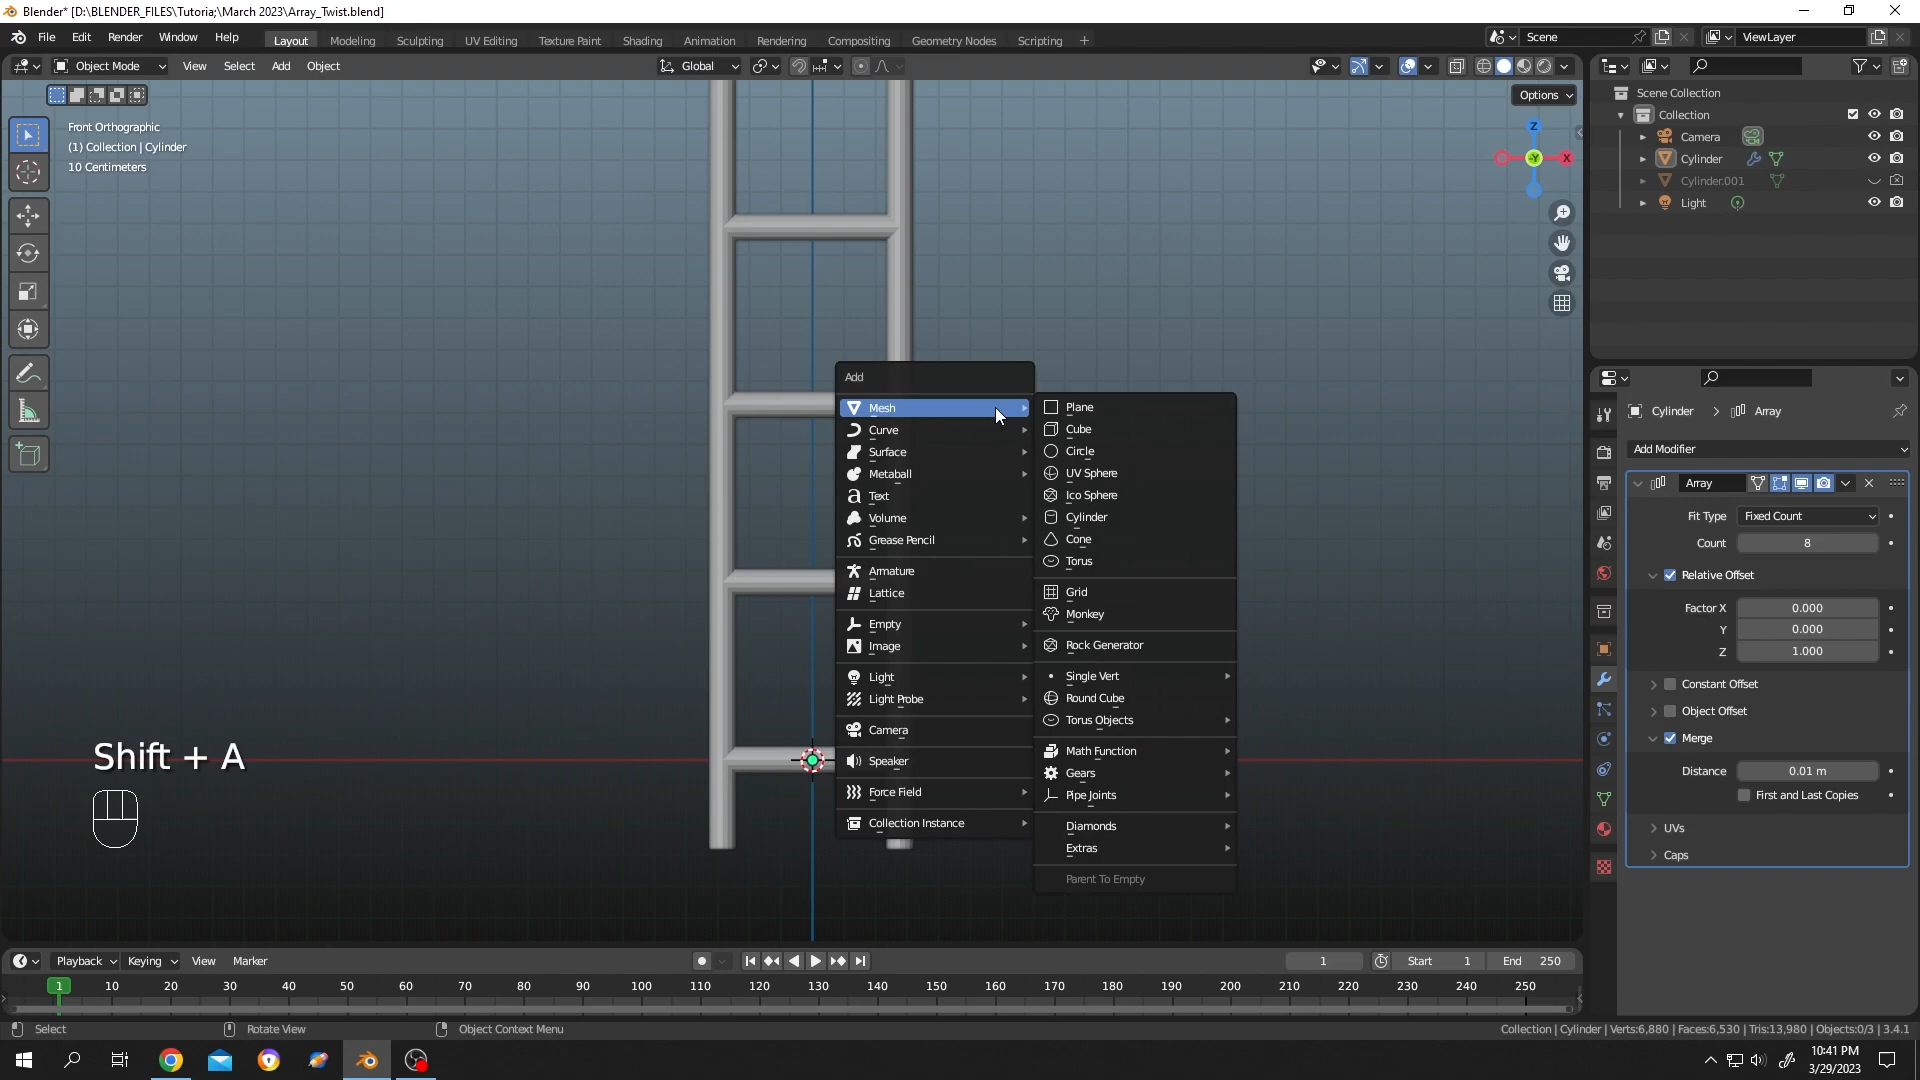 Blender* [D:\BLENDER_FILES\Tutoria;\March 2023\Array_Twist.blend]
File Edit Render Window Help Layout Modeling Sculpting UV Editing Texture Paint Shading Animation Rendering Compositing Geometry Nodes Scripting + Scene ViewLayer
Object Mode View Select Add Object Global
Options
Front Orthographic
(1) Collection | Cylinder
10 Centimeters
Z
-Y X
Scene Collection
Collection
Camera
Cylinder
Cylinder.001
Light
Add
Mesh
Curve
Surface
Metaball
Text
Volume
Grease Pencil
Armature
Lattice
Empty
Image
Light
Light Probe
Camera
Speaker
Force Field
Collection Instance
Plane
Cube
Circle
UV Sphere
Ico Sphere
Cylinder
Cone
Torus
Grid
Monkey
Rock Generator
Single Vert
Round Cube
Torus Objects
Math Function
Gears
Pipe Joints
Diamonds
Extras
Parent To Empty
Shift + A
Cylinder > Array
Add Modifier
Array
Fit Type Fixed Count
Count 8
Relative Offset
Factor X 0.000
Y 0.000
Z 1.000
Constant Offset
Object Offset
Merge
Distance 0.01 m
First and Last Copies
UVs
Caps
Playback Keying View Marker 1 Start 1 End 250
1 10 20 30 40 50 60 70 80 90 100 110 120 130 140 150 160 170 180 190 200 210 220 230 240 250
Select Rotate View Object Context Menu Collection | Cylinder | Verts:6,880 | Faces:6,530 | Tris:13,980 | Objects:0/3 | 3.4.1
10:41 PM
3/29/2023